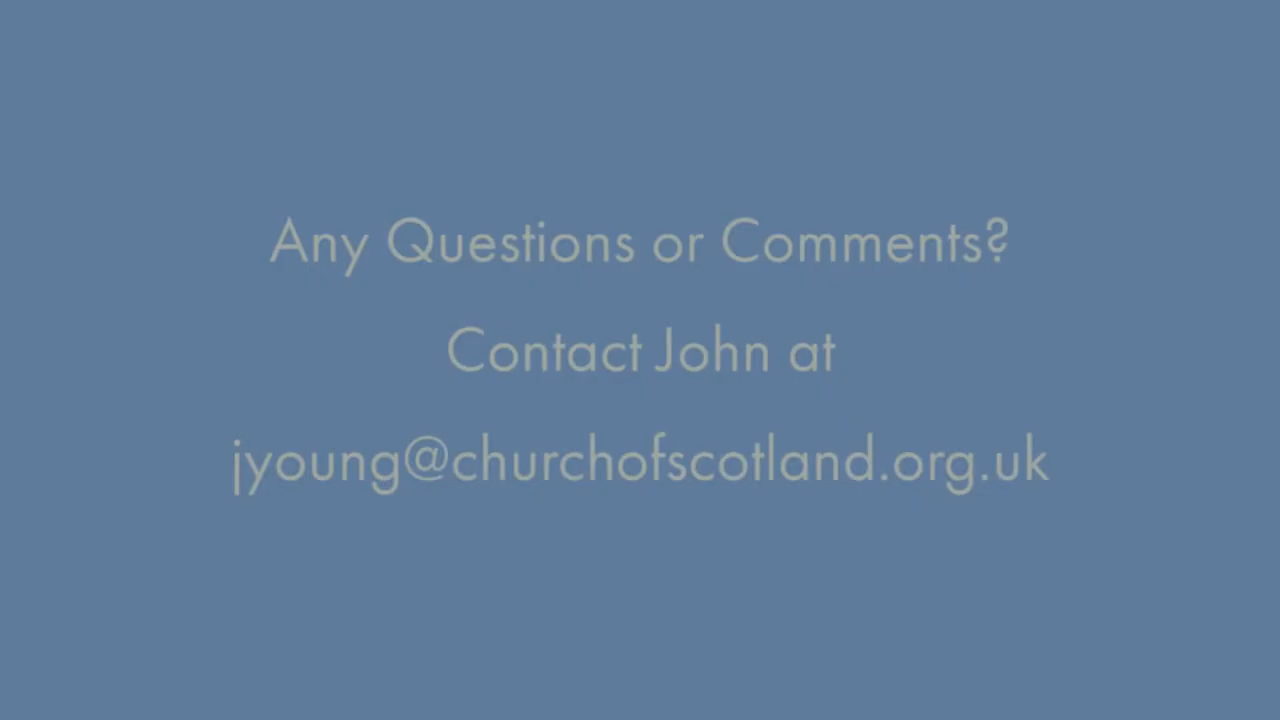 Any Questions or Comments?
Contact John at
jyoung@churchofscotland.org.uk